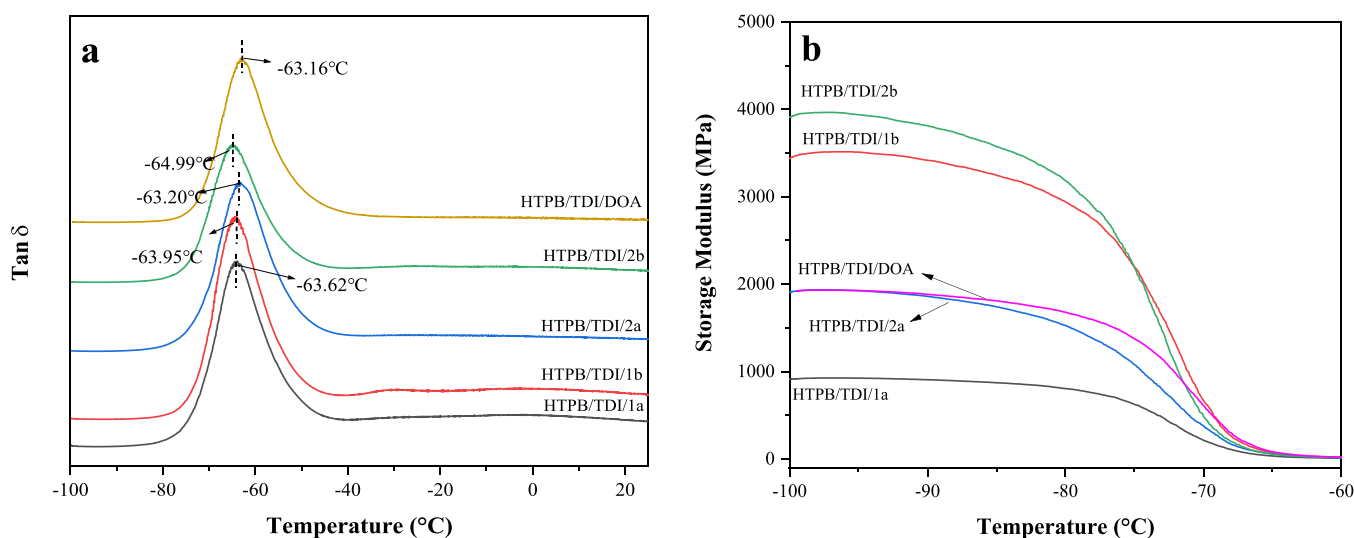 a
-63.16°C
-64.99°C
-63.20°C
-63.95°C
-63.62°C
HTPB/TDI/DOA
HTPB/TDI/2b
HTPB/TDI/2a
HTPB/TDI/1b
HTPB/TDI/1a
Tan δ
-100
-80
-60
-40
-20
0
20
Temperature (°C)
b
5000
4000
3000
2000
1000
0
Storage Modulus (MPa)
HTPB/TDI/2b
HTPB/TDI/1b
HTPB/TDI/DOA
HTPB/TDI/2a
HTPB/TDI/1a
-100
-90
-80
-70
-60
Temperature (°C)